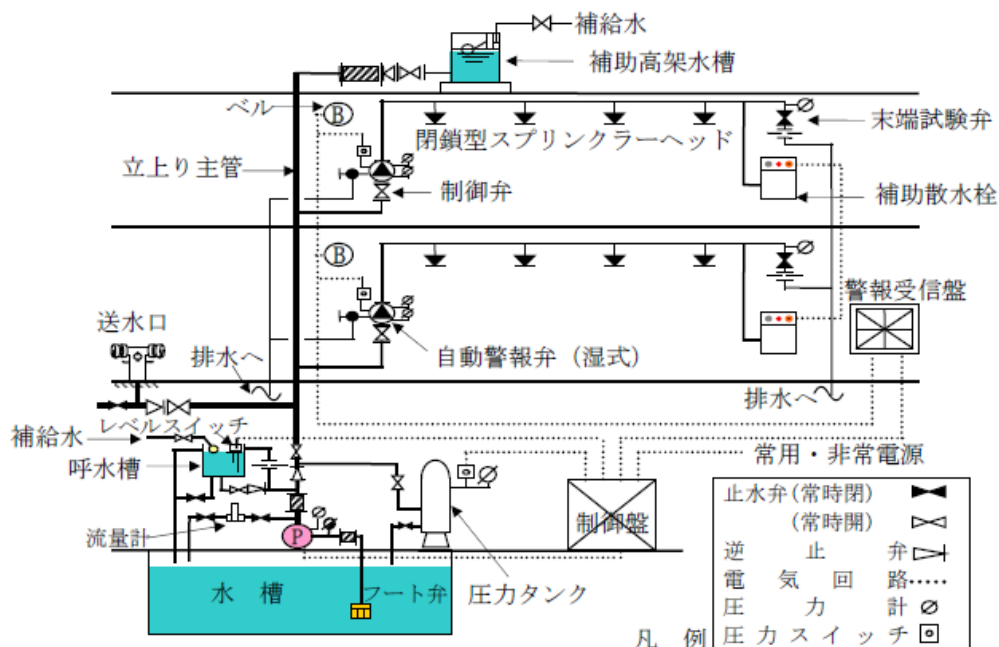 補給水
補助高架水槽
ベル
B
末端試験弁
閉鎖型スプリンクラーヘッド
立上り主管
制御弁
補助散水栓
B
警報受信盤
送水口
自動警報弁（湿式）
排水へ
排水へ
レベルスイッチ
補給水
呼水槽
常用・非常電源
流量計
P
制御盤
水槽
フート弁
圧力タンク
凡例
止水弁(常時閉)
(常時開)
逆止弁
電気回路
圧力計
圧力スイッチ